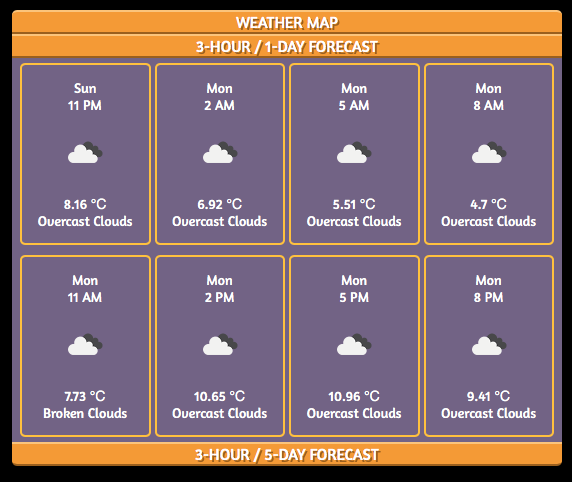 WEATHER MAP
3-HOUR / 1-DAY FORECAST
Sun
11 PM
8.16 °C
Overcast Clouds
Mon
2 AM
6.92 °C
Overcast Clouds
Mon
5 AM
5.51 °C
Overcast Clouds
Mon
8 AM
4.7 °C
Overcast Clouds
Mon
11 AM
7.73 °C
Broken Clouds
Mon
2 PM
10.65 °C
Overcast Clouds
Mon
5 PM
10.96 °C
Overcast Clouds
Mon
8 PM
9.41 °C
Overcast Clouds
3-HOUR / 5-DAY FORECAST